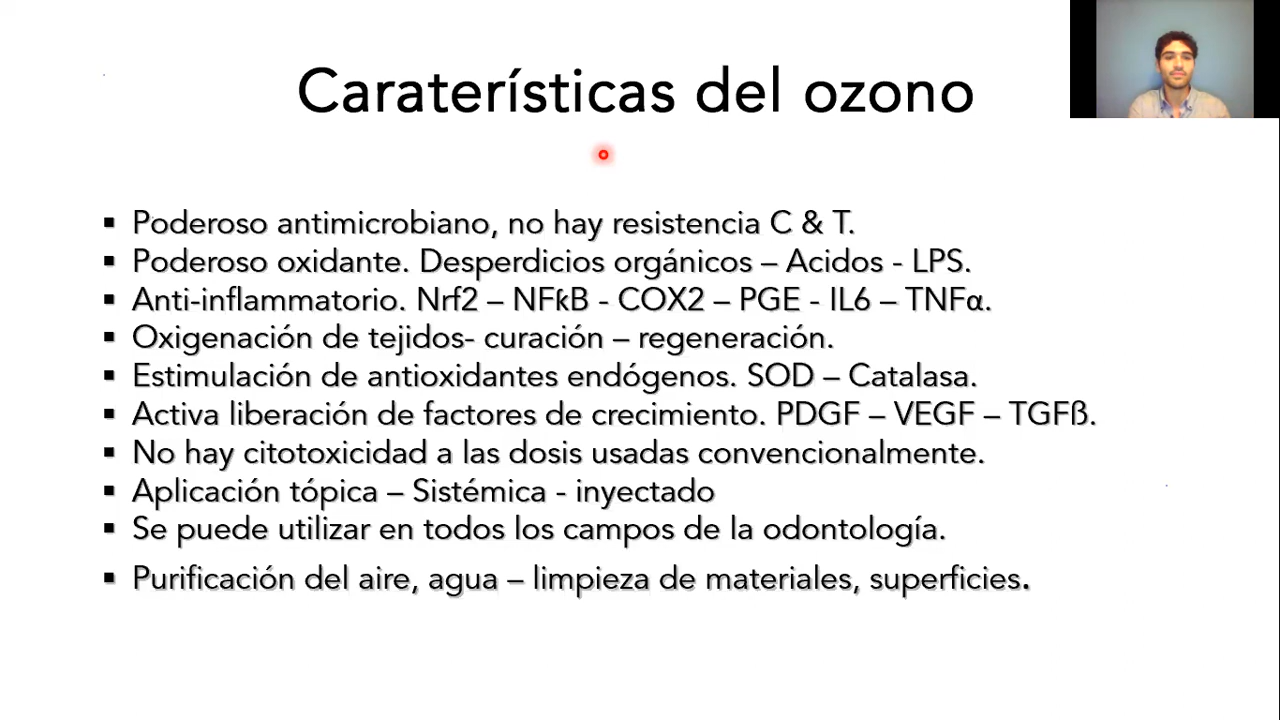 Caraterísticas del ozono
▪ Poderoso antimicrobiano, no hay resistencia C & T.
▪ Poderoso oxidante. Desperdicios orgánicos – Acidos - LPS.
▪ Anti-inflammatorio. Nrf2 – NFƙB - COX2 – PGE - IL6 – TNFα.
▪ Oxigenación de tejidos- curación – regeneración.
▪ Estimulación de antioxidantes endógenos. SOD – Catalasa.
▪ Activa liberación de factores de crecimiento. PDGF – VEGF – TGFß.
▪ No hay citotoxicidad a las dosis usadas convencionalmente.
▪ Aplicación tópica – Sistémica - inyectado
▪ Se puede utilizar en todos los campos de la odontología.
▪ Purificación del aire, agua – limpieza de materiales, superficies.